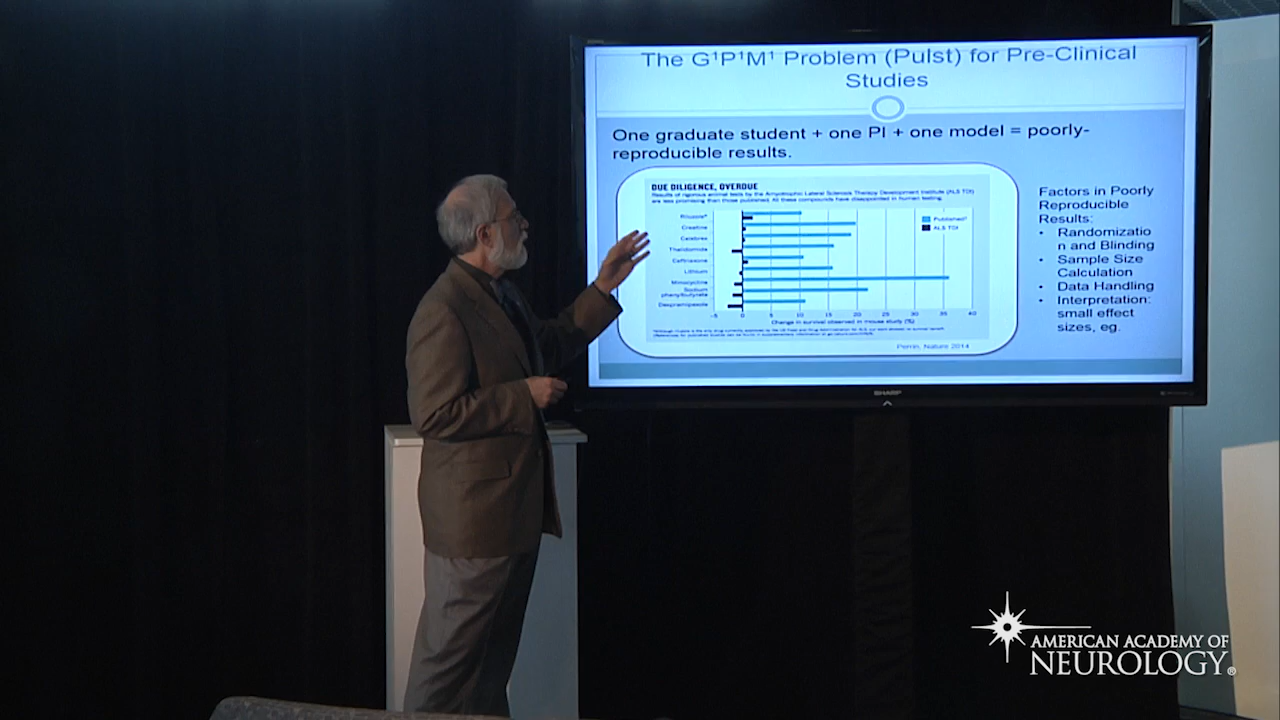 The G¹P¹M¹ Problem (Pulst) for Pre-Clinical
Studies
One graduate student + one PI + one model = poorly-
reproducible results.
DUE DILIGENCE, OVERDUE
Results of rigorous animal tests by the Amyotrophic Lateral Sclerosis Therapy Development Institute (ALS TDI)
are less promising than those published. All these compounds have disappointed in human testing.
Riluzole*
Creatine
Celebrex
Thalidomide
Ceftriaxone
Lithium
Minocycline
Sodium
phenylbutyrate
Despramipexole
Published†
ALS TDI
-5 0 5 10 15 20 25 30 35 40
Change in survival observed in mouse study (%)
Perrin, Nature 2014
Factors in Poorly
Reproducible
Results:
• Randomizatio
n and Blinding
• Sample Size
Calculation
• Data Handling
• Interpretation:
small effect
sizes, eg.
SHARP
AMERICAN ACADEMY OF
NEUROLOGY®